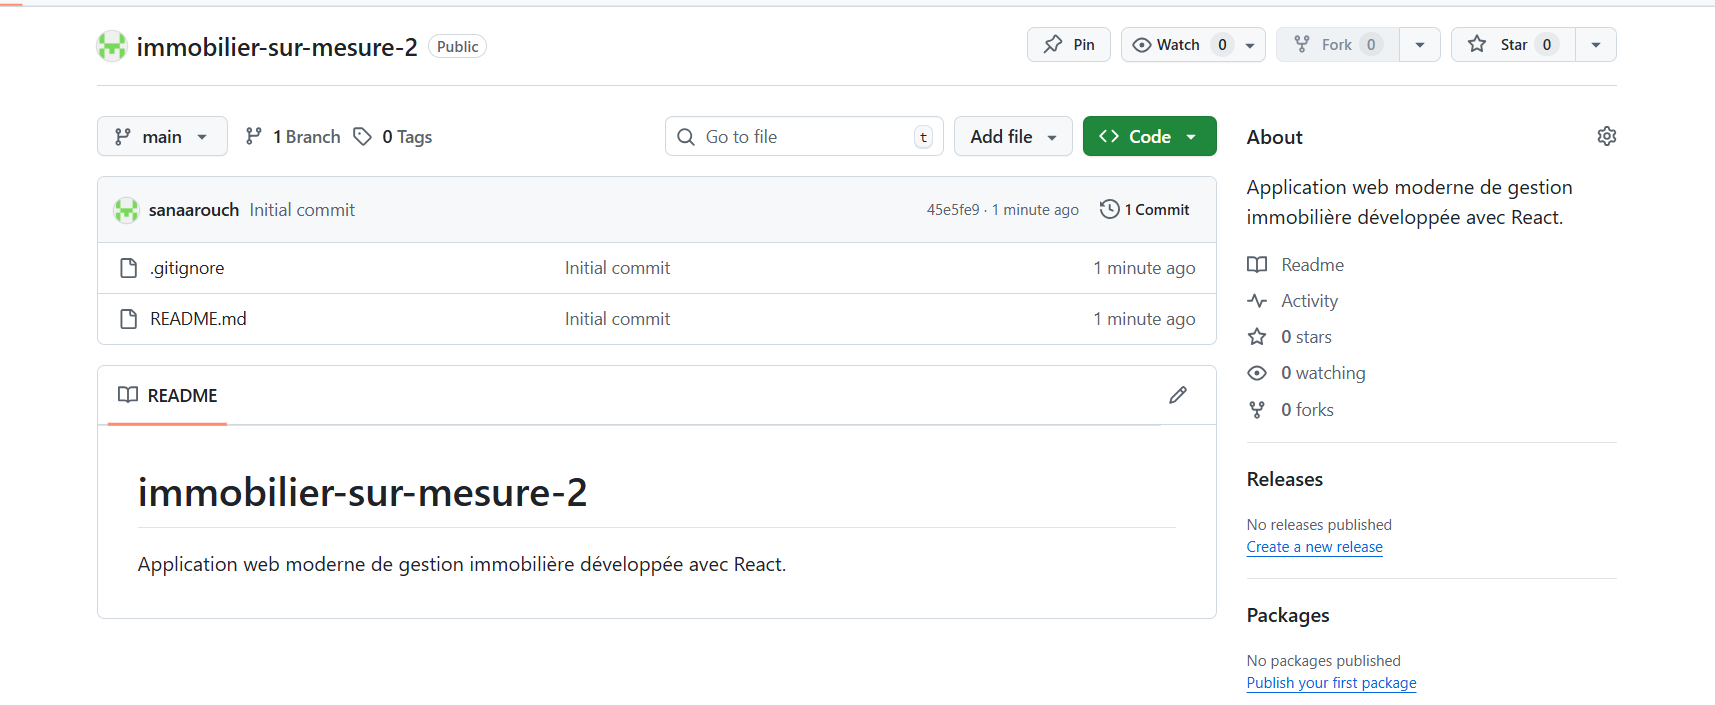 immobilier-sur-mesure-2 Public Pin Watch 0 Fork 0 Star 0
main 1 Branch 0 Tags Go to file t Add file Code
sanaarouch Initial commit 45e5fe9 · 1 minute ago 1 Commit
.gitignore Initial commit 1 minute ago
README.md Initial commit 1 minute ago
README
immobilier-sur-mesure-2
Application web moderne de gestion immobilière développée avec React.
About
Application web moderne de gestion
immobilière développée avec React.
Readme
Activity
0 stars
0 watching
0 forks
Releases
No releases published
Create a new release
Packages
No packages published
Publish your first package